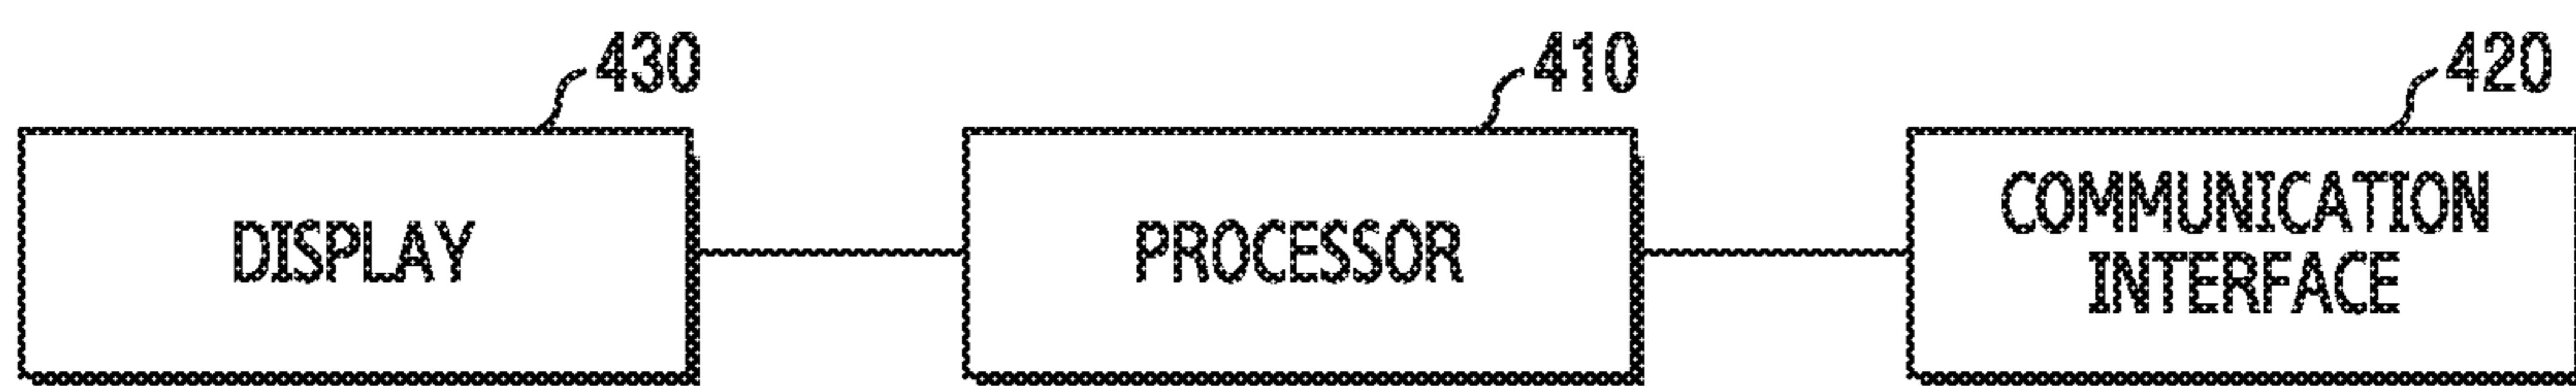 430
410
420
DISPLAY
PROCESSOR
COMMUNICATION
INTERFACE